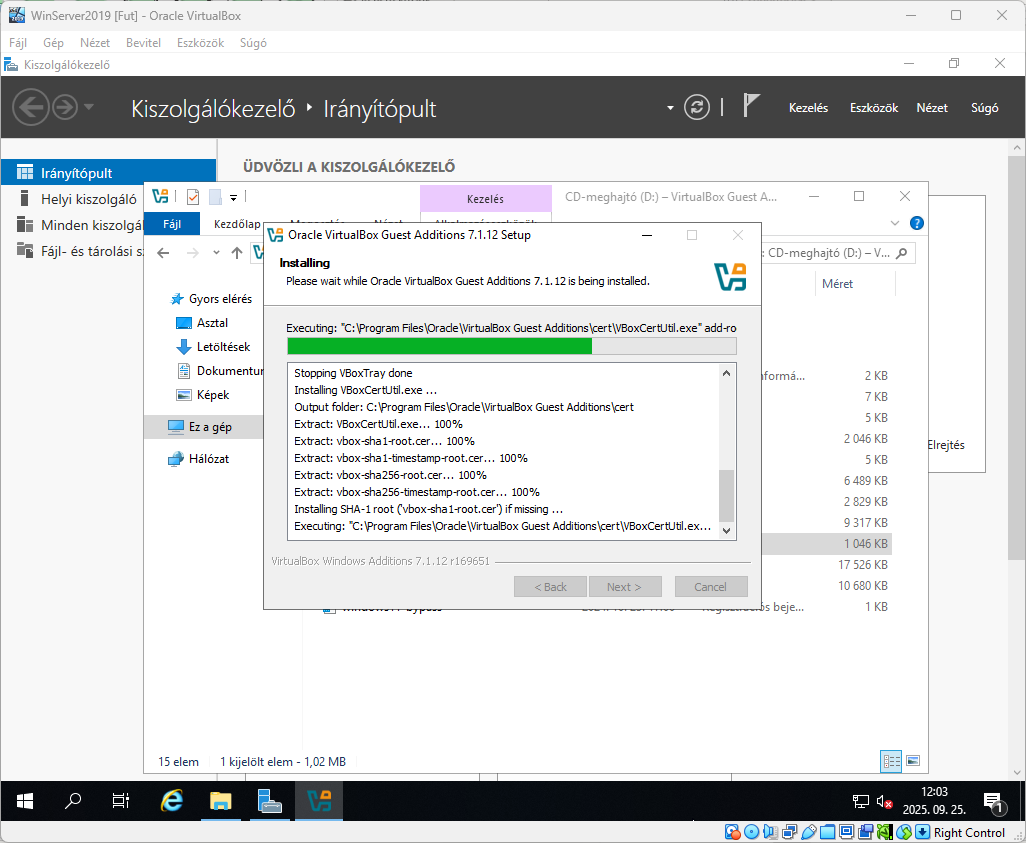 WinServer2019 [Fut] - Oracle VirtualBox
Fájl Gép Nézet Bevitel Eszközök Súgó
Kiszolgálókezelő
Kiszolgálókezelő Irányítópult
Kezelés Eszközök Nézet Súgó
ÜDVÖZLI A KISZOLGÁLÓKEZELŐ
Irányítópult
Helyi kiszolgáló
Minden kiszolgá
Fájl- és tárolási s
Kezelés
CD-meghajtó (D:) – VirtualBox Guest A...
Fájl Kezdőlap
: CD-meghajtó (D:) – V...
Méret
Gyors elérés
Asztal
Letöltések
Dokumentu
Képek
Ez a gép
Hálózat
Oracle VirtualBox Guest Additions 7.1.12 Setup
Installing
Please wait while Oracle VirtualBox Guest Additions 7.1.12 is being installed.
Executing: "C:\Program Files\Oracle\VirtualBox Guest Additions\cert\VBoxCertUtil.exe" add-ro
Stopping VBoxTray done
Installing VBoxCertUtil.exe ...
Output folder: C:\Program Files\Oracle\VirtualBox Guest Additions\cert
Extract: VBoxCertUtil.exe... 100%
Extract: vbox-sha1-root.cer... 100%
Extract: vbox-sha1-timestamp-root.cer... 100%
Extract: vbox-sha256-root.cer... 100%
Extract: vbox-sha256-timestamp-root.cer... 100%
Installing SHA-1 root ('vbox-sha1-root.cer') if missing ...
Executing: "C:\Program Files\Oracle\VirtualBox Guest Additions\cert\VBoxCertUtil.ex...
VirtualBox Windows Additions 7.1.12 r169651
< Back Next > Cancel
informá... 2 KB
7 KB
5 KB
2 046 KB
5 KB
6 489 KB
2 829 KB
9 317 KB
1 046 KB
17 526 KB
10 680 KB
1 KB
Elrejtés
15 elem 1 kijelölt elem - 1,02 MB
12:03
2025. 09. 25.
1
Right Control